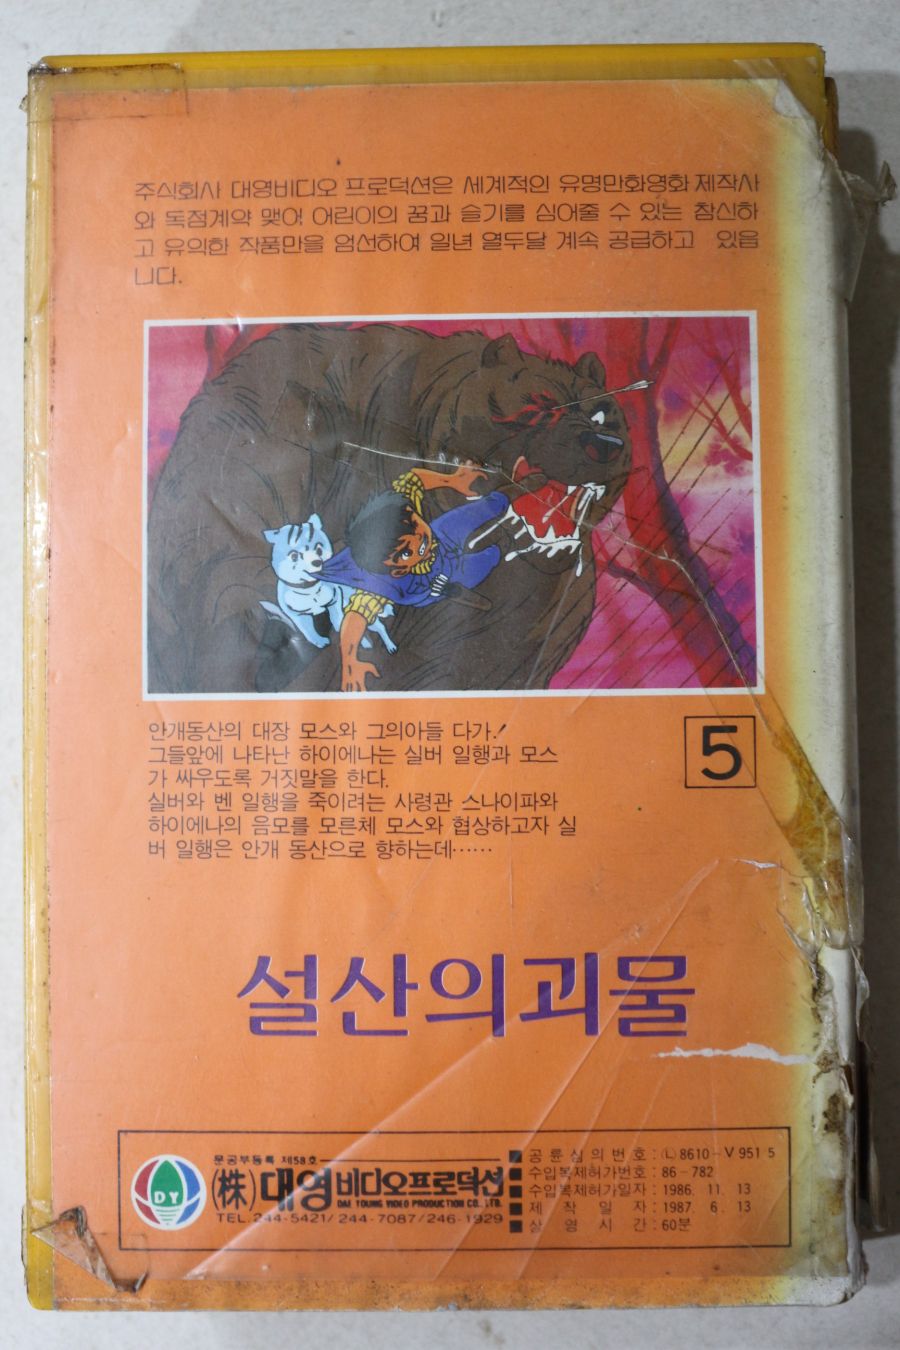 주식회사 대영비디오 프로덕션은 세계적인 유명만화영화 제작사
와 독점계약 맺어 어린이의 꿈과 슬기를 심어줄 수 있는 참신하
고 유익한 작품만을 엄선하여 일년 열두달 계속 공급하고 있읍
니다.
안개동산의 대장 모스와 그의아들 다가!
그들앞에 나타난 하이에나는 실버 일행과 모스
가 싸우도록 거짓말을 한다.
실버와 벤 일행을 죽이려는 사령관 스나이파와
하이에나의 음모를 모른체 모스와 협상하고자 실
버 일행은 안개 동산으로 향하는데……
5
설산의괴물
문공부등록 제58호
DY
(株)대영비디오프로덕션
DAE YOUNG VIDEO PRODUCTION CO. LTD.
TEL. 244-5421/244-7087/246-1929
■ 공륜심의번호 : Ⓛ8610-V951 5
■ 수입복제허가번호 : 86-782
■ 수입복제허가일자 : 1986. 11. 13
■ 제작일자 : 1987. 6. 13
■ 상영시간 : 60분